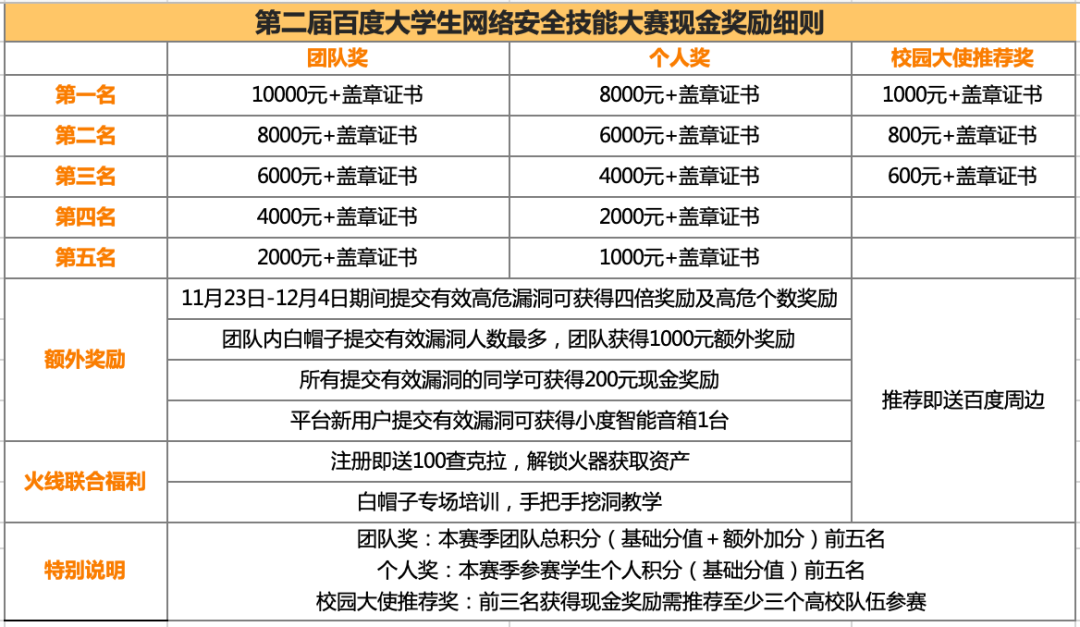 第二届百度大学生网络安全技能大赛现金奖励细则
团队奖 个人奖 校园大使推荐奖
第一名 10000元+盖章证书 8000元+盖章证书 1000元+盖章证书
第二名 8000元+盖章证书 6000元+盖章证书 800元+盖章证书
第三名 6000元+盖章证书 4000元+盖章证书 600元+盖章证书
第四名 4000元+盖章证书 2000元+盖章证书
第五名 2000元+盖章证书 1000元+盖章证书
额外奖励
11月23日-12月4日期间提交有效高危漏洞可获得四倍奖励及高危个数奖励
团队内白帽子提交有效漏洞人数最多，团队获得1000元额外奖励
所有提交有效漏洞的同学可获得200元现金奖励
平台新用户提交有效漏洞可获得小度智能音箱1台
推荐即送百度周边
火线联合福利
注册即送100查克拉，解锁火器获取资产
白帽子专场培训，手把手挖洞教学
特别说明
团队奖：本赛季团队总积分（基础分值＋额外加分）前五名
个人奖：本赛季参赛学生个人积分（基础分值）前五名
校园大使推荐奖：前三名获得现金奖励需推荐至少三个高校队伍参赛